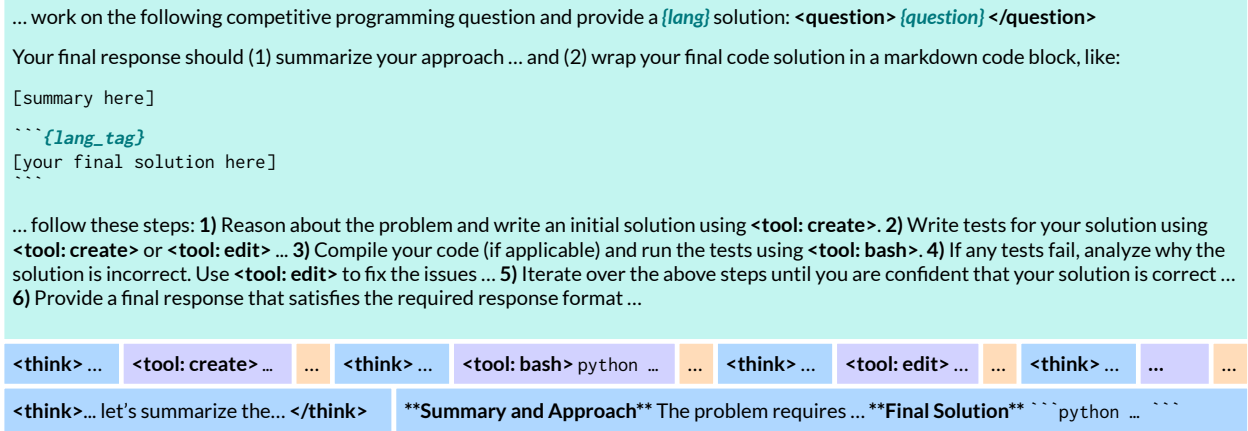 … work on the following competitive programming question and provide a {lang} solution: <question> {question} </question>
Your final response should (1) summarize your approach … and (2) wrap your final code solution in a markdown code block, like:
[summary here]
```{lang_tag}
[your final solution here]
```
… follow these steps: 1) Reason about the problem and write an initial solution using <tool: create>. 2) Write tests for your solution using
<tool: create> or <tool: edit> … 3) Compile your code (if applicable) and run the tests using <tool: bash>. 4) If any tests fail, analyze why the
solution is incorrect. Use <tool: edit> to fix the issues … 5) Iterate over the above steps until you are confident that your solution is correct …
6) Provide a final response that satisfies the required response format …
<think> … <tool: create> … … <think> … <tool: bash> python … … <think> … <tool: edit> … … <think> … … …
<think>… let's summarize the… </think> **Summary and Approach** The problem requires … **Final Solution** ```python … ```